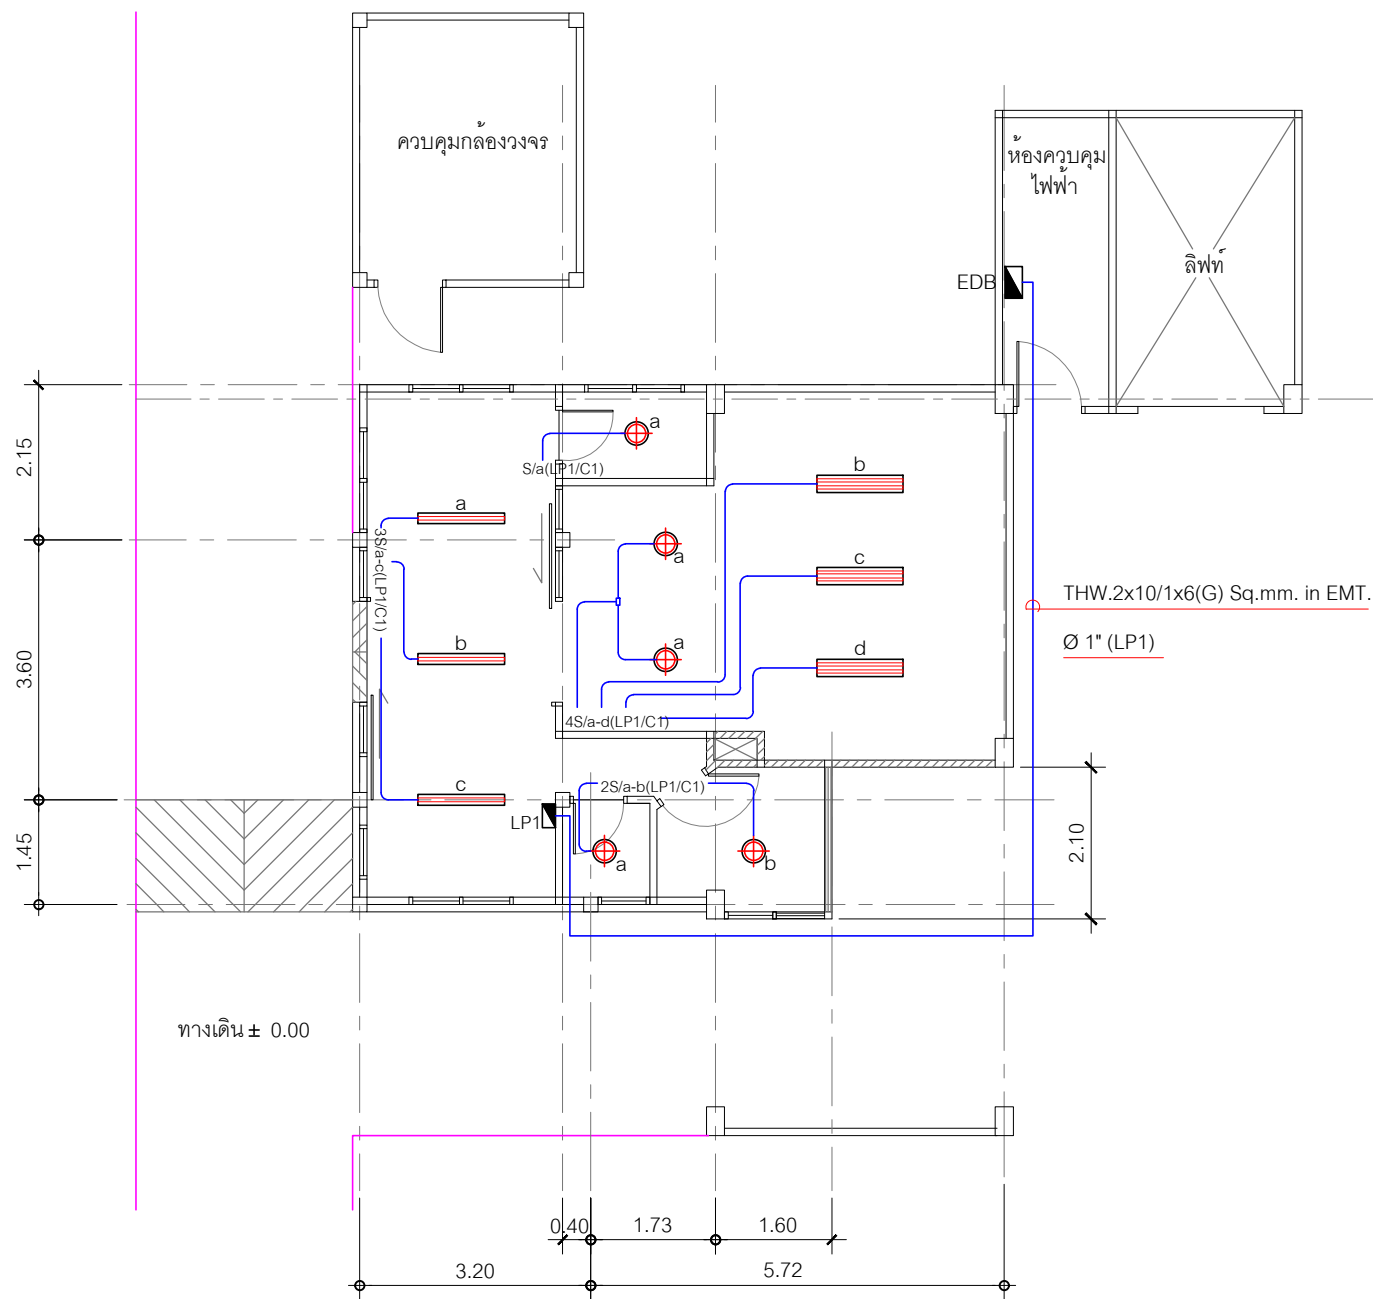 ควบคุมกล้องวงจร
ห้องควบคุม
ไฟฟ้า
ลิฟท์
EDB
a
S/a(LP1/C1)
b
a
3S/a-c(LP1/C1)
a
c
THW.2x10/1x6(G) Sq.mm. in EMT.
Ø 1" (LP1)
b
a
d
4S/a-d(LP1/C1)
c
2S/a-b(LP1/C1)
LP1
a
b
2.15
3.60
1.45
2.10
ทางเดิน ± 0.00
0.40
1.73
1.60
3.20
5.72